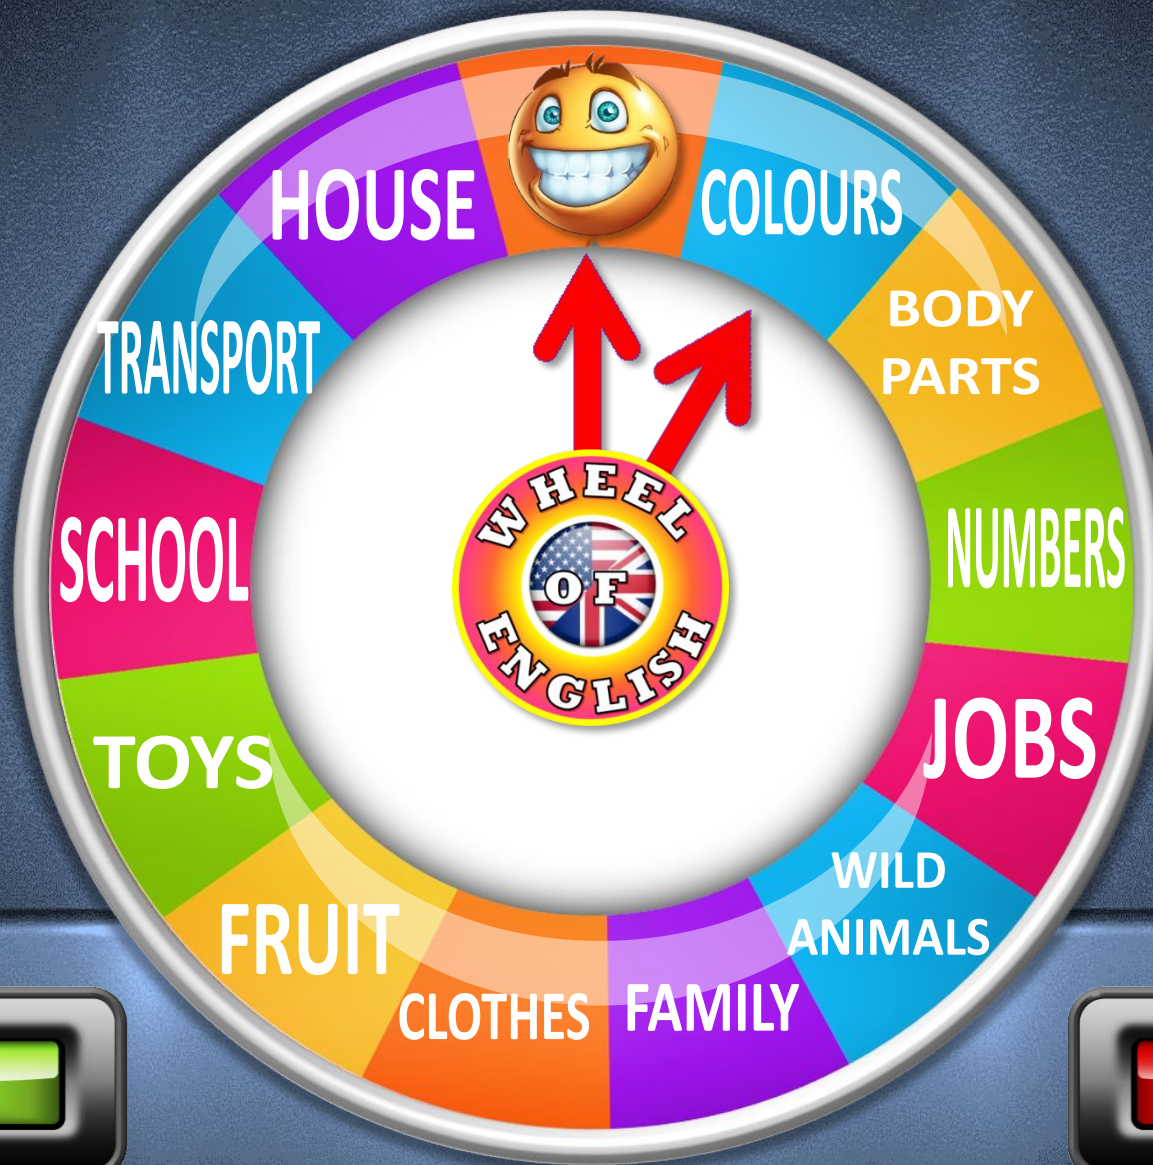 HOUSE
COLOURS
BODY
PARTS
TRANSPORT
NUMBERS
SCHOOL
WHEEL
OF
ENGLISH
JOBS
TOYS
WILD
ANIMALS
FRUIT
FAMILY
CLOTHES